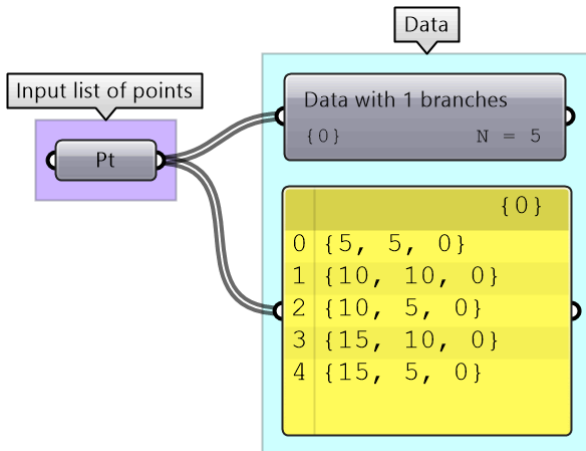 Data
Input list of points
Pt
Data with 1 branches
{0} N = 5
{0}
0 {5, 5, 0}
1 {10, 10, 0}
2 {10, 5, 0}
3 {15, 10, 0}
4 {15, 5, 0}